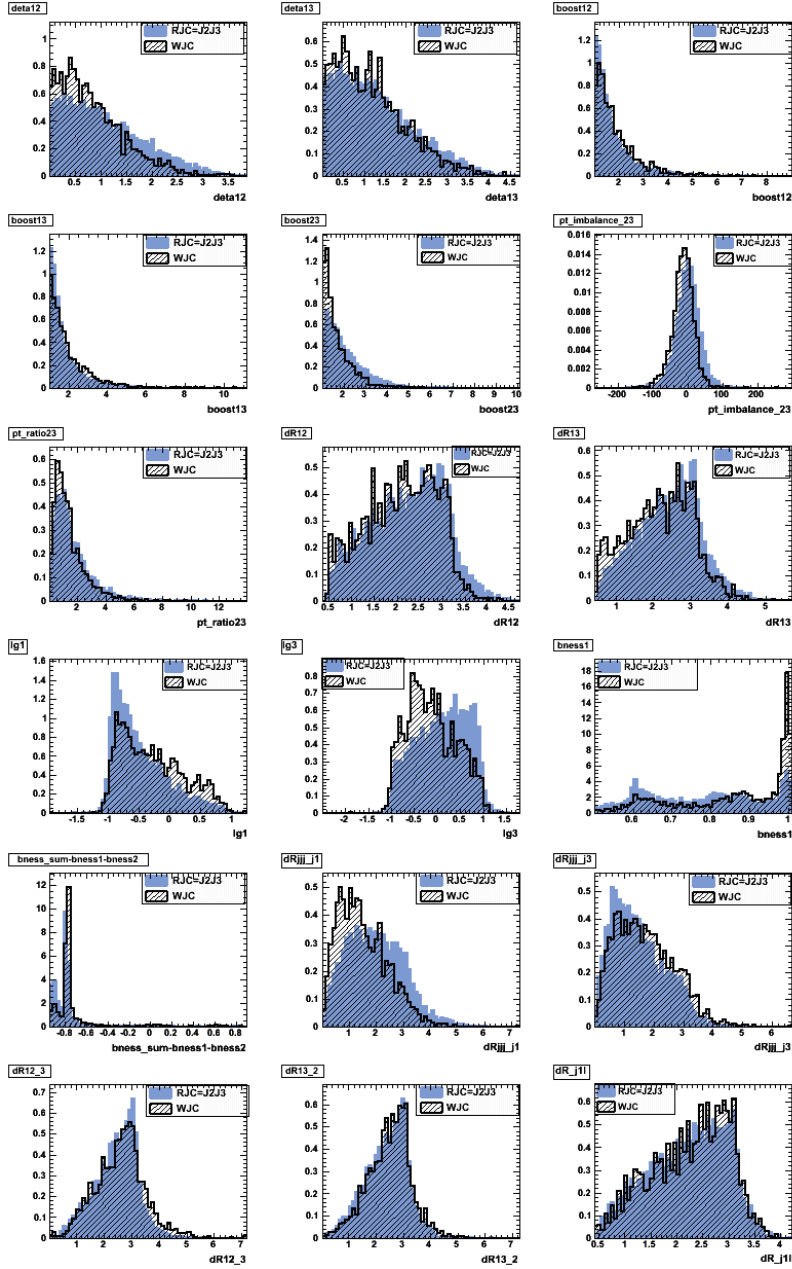 deta12
RJC=J2J3
WJC
1
0.8
0.6
0.4
0.2
0
0.5 1 1.5 2 2.5 3 3.5
deta12
deta13
RJC=J2J3
WJC
0.7
0.6
0.5
0.4
0.3
0.2
0.1
0
0.5 1 1.5 2 2.5 3 3.5 4 4.5
deta13
boost12
RJC=J2J3
WJC
1.2
1
0.8
0.6
0.4
0.2
0
2 3 4 5 6 7 8
boost12
boost13
RJC=J2J3
WJC
1.2
1
0.8
0.6
0.4
0.2
0
2 4 6 8 10
boost13
boost23
RJC=J2J3
WJC
1.4
1.2
1
0.8
0.6
0.4
0.2
0
2 3 4 5 6 7 8 9 10
boost23
pt_imbalance_23
RJC=J2J3
WJC
0.016
0.014
0.012
0.01
0.008
0.006
0.004
0.002
0
-200 -100 0 100 200
pt_imbalance_23
pt_ratio23
RJC=J2J3
WJC
0.6
0.5
0.4
0.3
0.2
0.1
0
2 4 6 8 10 12
pt_ratio23
dR12
RJC=J2J3
WJC
0.5
0.4
0.3
0.2
0.1
0
0.5 1 1.5 2 2.5 3 3.5 4 4.5
dR12
dR13
RJC=J2J3
WJC
0.6
0.5
0.4
0.3
0.2
0.1
0
1 2 3 4 5
dR13
lg1
RJC=J2J3
WJC
1.6
1.4
1.2
1
0.8
0.6
0.4
0.2
0
-1.5 -1 -0.5 0 0.5 1
lg1
lg3
RJC=J2J3
WJC
0.8
0.7
0.6
0.5
0.4
0.3
0.2
0.1
0
-2 -1.5 -1 -0.5 0 0.5 1 1.5
lg3
bness1
RJC=J2J3
WJC
18
16
14
12
10
8
6
4
2
0
0.6 0.7 0.8 0.9 1
bness1
bness_sum-bness1-bness2
RJC=J2J3
WJC
12
10
8
6
4
2
0
-0.8 -0.6 -0.4 -0.2 0 0.2 0.4 0.6 0.8
bness_sum-bness1-bness2
dRjjj_j1
RJC=J2J3
WJC
0.5
0.4
0.3
0.2
0.1
0
1 2 3 4 5 6 7
dRjjj_j1
dRjjj_j3
RJC=J2J3
WJC
0.6
0.5
0.4
0.3
0.2
0.1
0
1 2 3 4 5 6
dRjjj_j3
dR12_3
RJC=J2J3
WJC
0.7
0.6
0.5
0.4
0.3
0.2
0.1
0
0 1 2 3 4 5 6 7
dR12_3
dR13_2
RJC=J2J3
WJC
0.6
0.5
0.4
0.3
0.2
0.1
0
1 2 3 4 5 6 7
dR13_2
dR_j1l
RJC=J2J3
WJC
0.6
0.5
0.4
0.3
0.2
0.1
0
0.5 1 1.5 2 2.5 3 3.5 4
dR_j1l